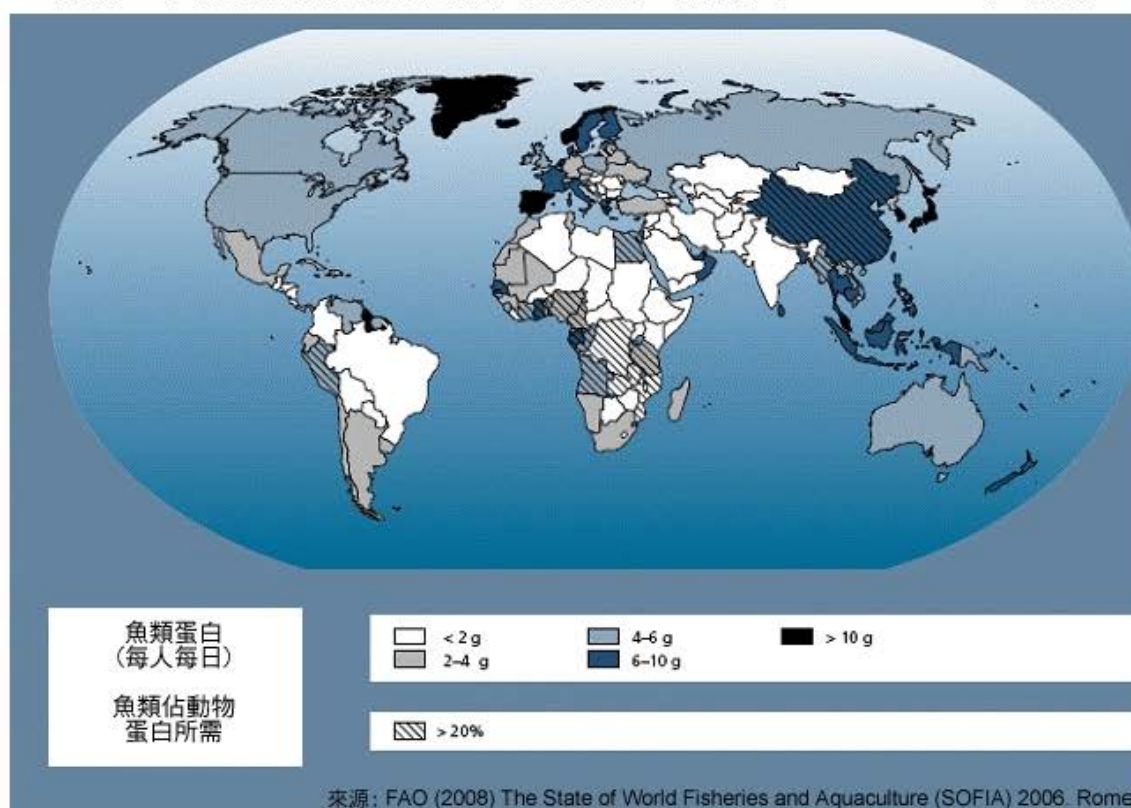 魚類蛋白
(每人每日)
魚類佔動物
蛋白所需
< 2 g
2–4 g
4–6 g
6–10 g
> 10 g
> 20%
來源: FAO (2008) The State of World Fisheries and Aquaculture (SOFIA) 2006. Rome